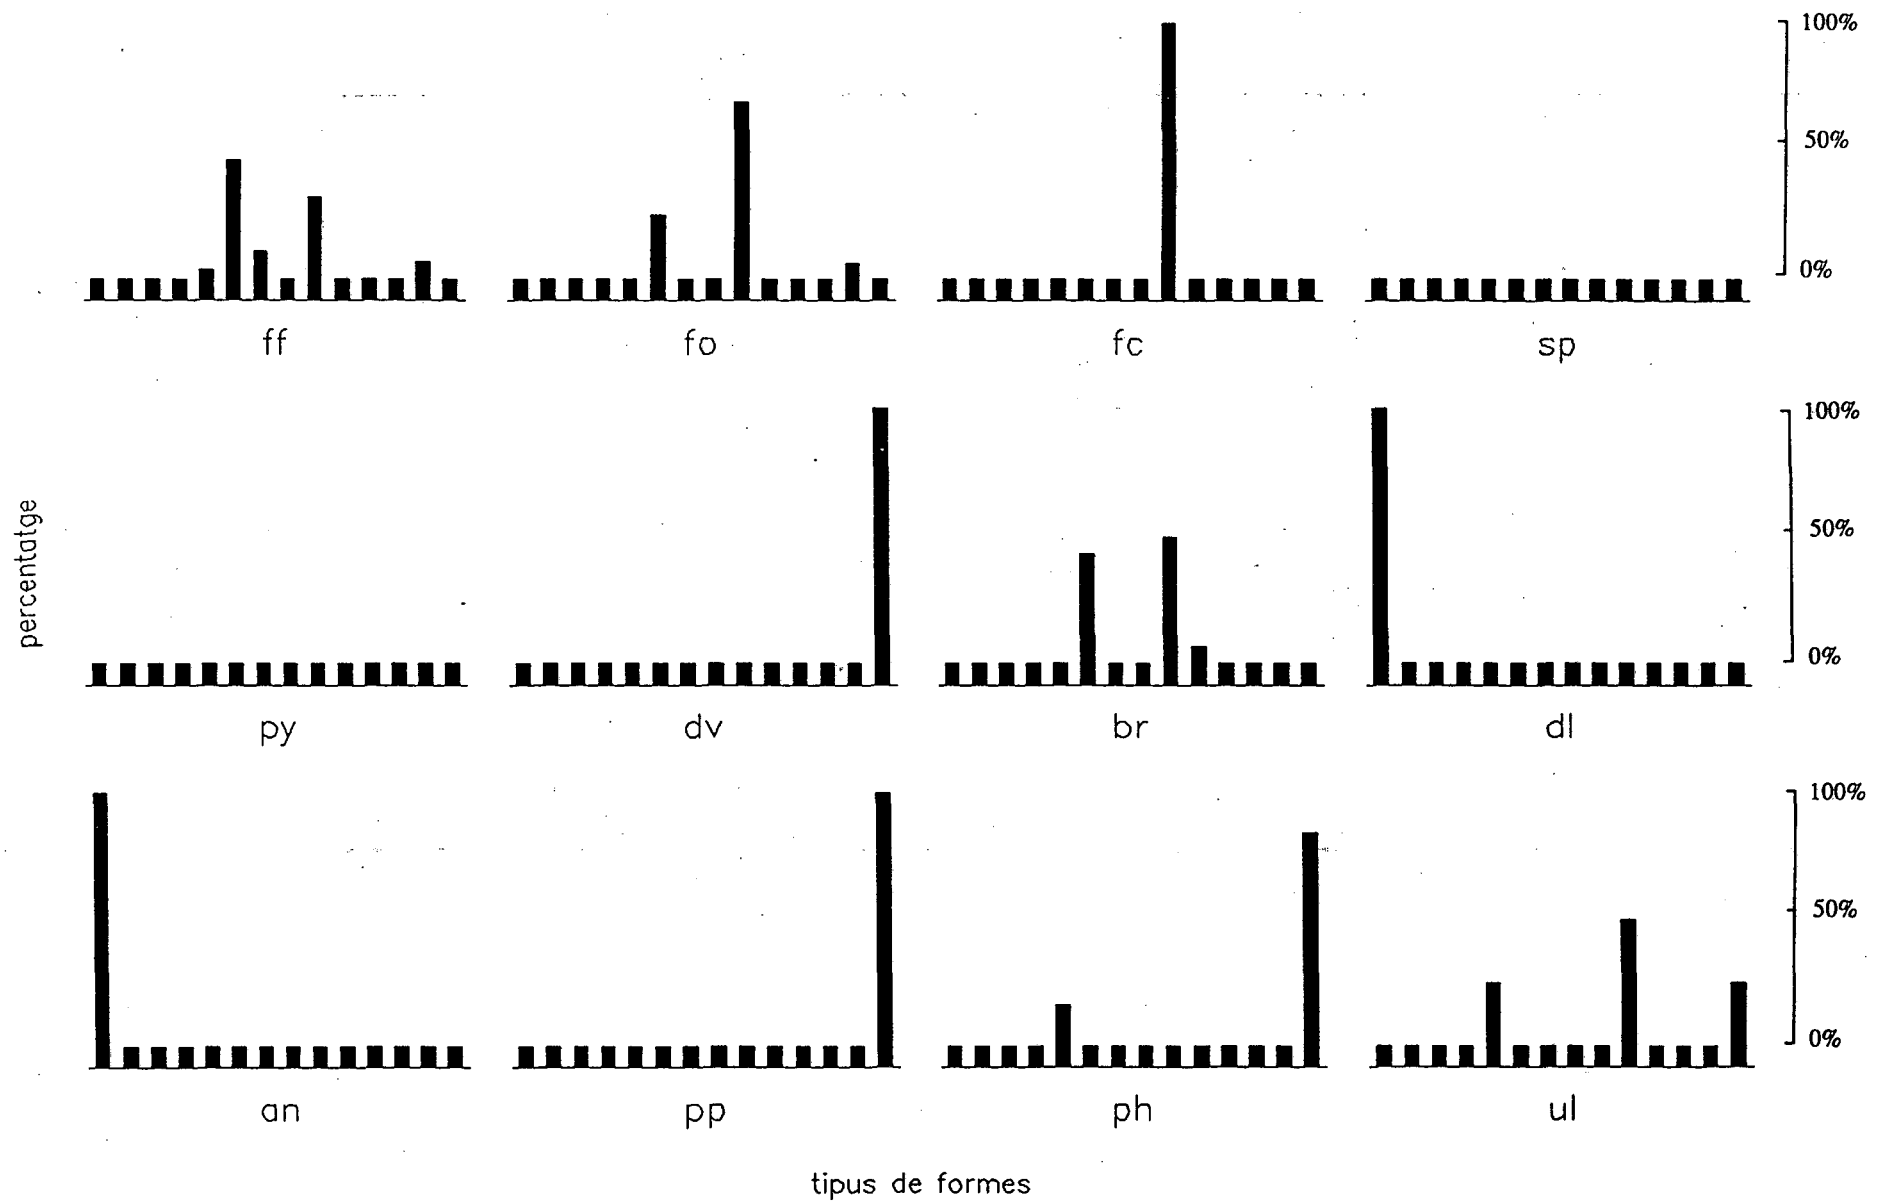 100%
50%
0%
ff fo fc sp
100%
50%
0%
percentatge
py dv br dl
100%
50%
0%
an pp ph ul
tipus de formes